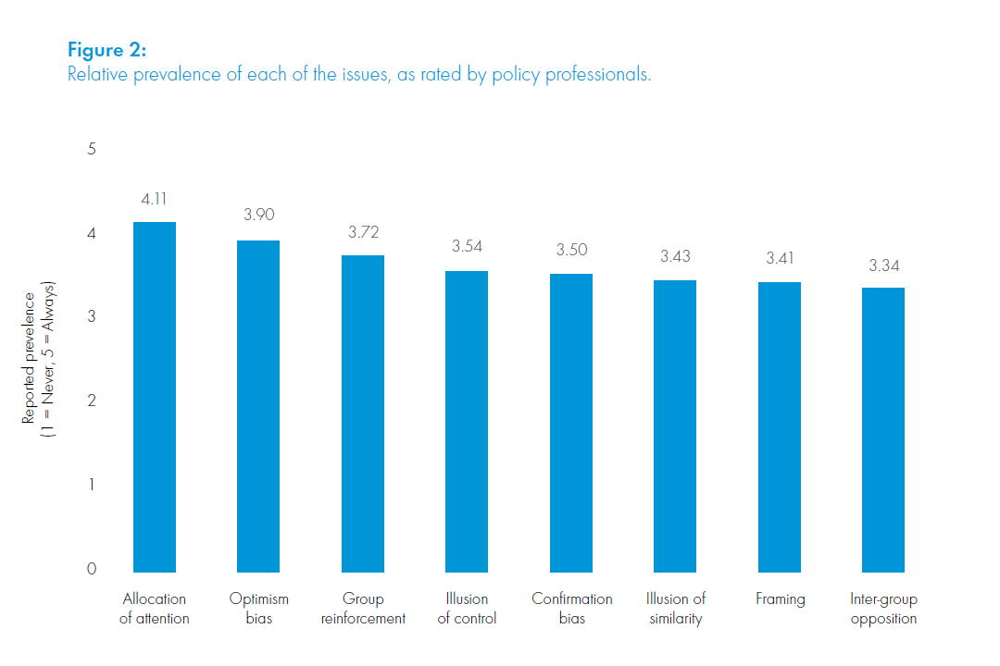 Figure 2:
Relative prevalence of each of the issues, as rated by policy professionals.
Reported prevelence
(1 = Never, 5 = Always)
5
4
3
2
1
0
4.11
3.90
3.72
3.54
3.50
3.43
3.41
3.34
Allocation
of attention
Optimism
bias
Group
reinforcement
Illusion
of control
Confirmation
bias
Illusion of
similarity
Framing
Inter-group
opposition